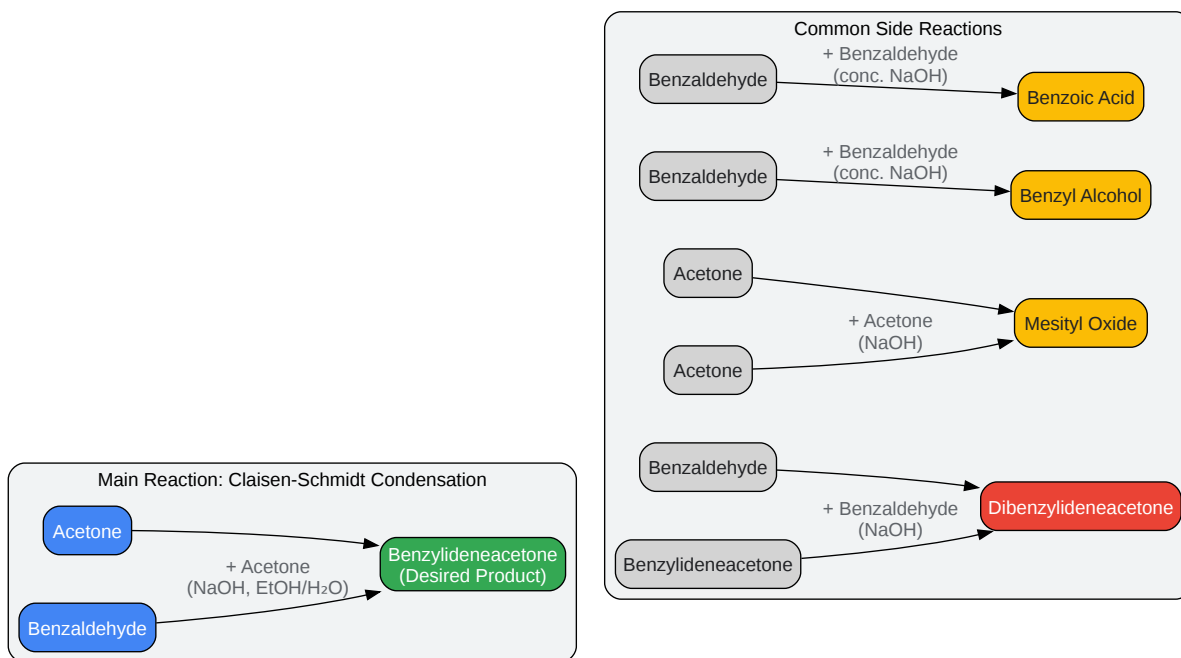 Common Side Reactions
Benzaldehyde
+ Benzaldehyde
(conc. NaOH)
Benzoic Acid
Benzaldehyde
+ Benzaldehyde
(conc. NaOH)
Benzyl Alcohol
Acetone
+ Acetone
(NaOH)
Mesityl Oxide
Acetone
Benzaldehyde
+ Benzaldehyde
(NaOH)
Dibenzylideneacetone
Benzylideneacetone
Main Reaction: Claisen-Schmidt Condensation
Acetone
+ Acetone
(NaOH, EtOH/H₂O)
Benzylideneacetone
(Desired Product)
Benzaldehyde